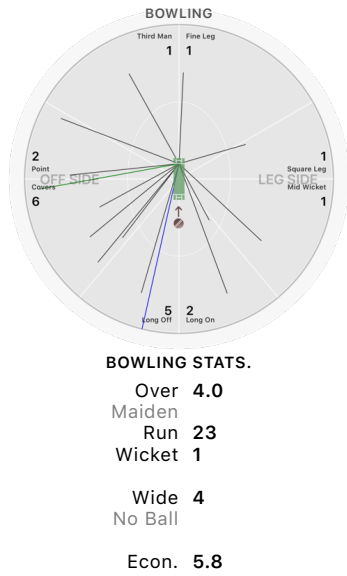 BOWLING
Third Man Fine Leg
1 1
2 1
Point Square Leg
OFF SIDE LEG SIDE
Covers Mid Wicket
6 1
5 2
Long Off Long On
BOWLING STATS.
Over 4.0
Maiden
Run 23
Wicket 1
Wide 4
No Ball
Econ. 5.8